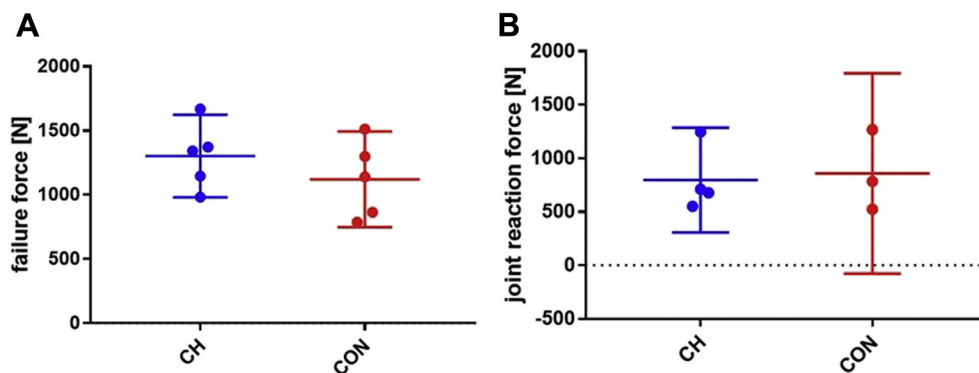 A
failure force [N]
2000
1500
1000
500
0
CH
CON
B
joint reaction force [N]
2000
1500
1000
500
0
-500
CH
CON